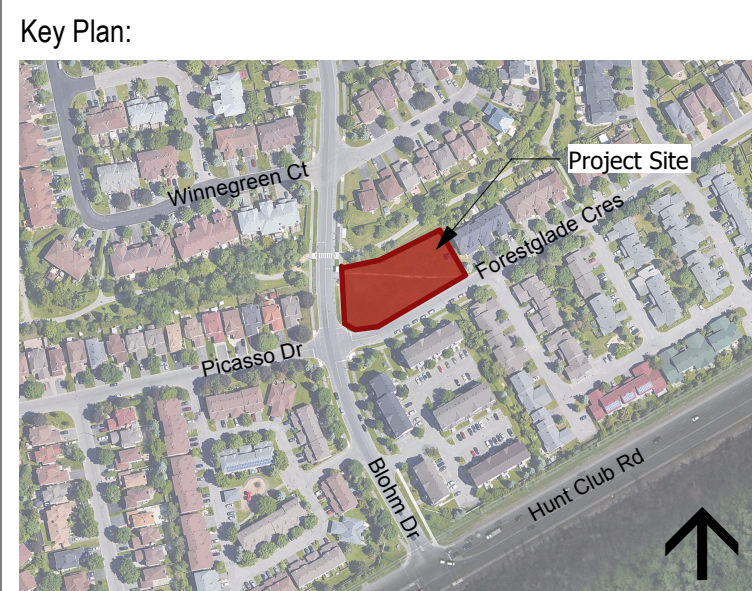 Key Plan:
Project Site
Winnegreen Ct
Forestglade Cres
Picasso Dr
Blohm Dr
Hunt Club Rd